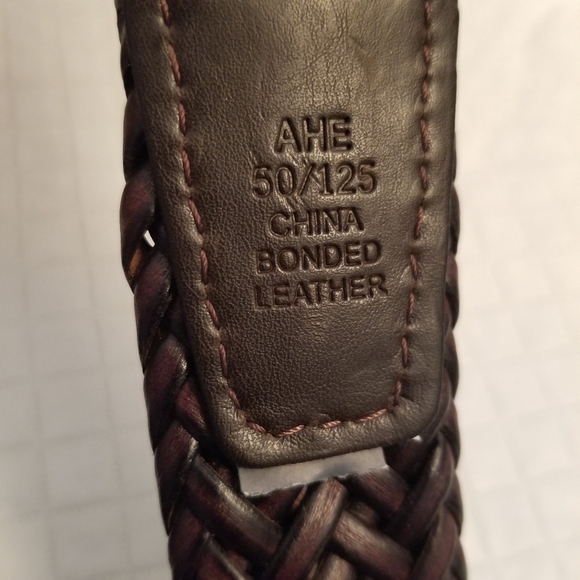 AHE
50/125
CHINA
BONDED
LEATHER